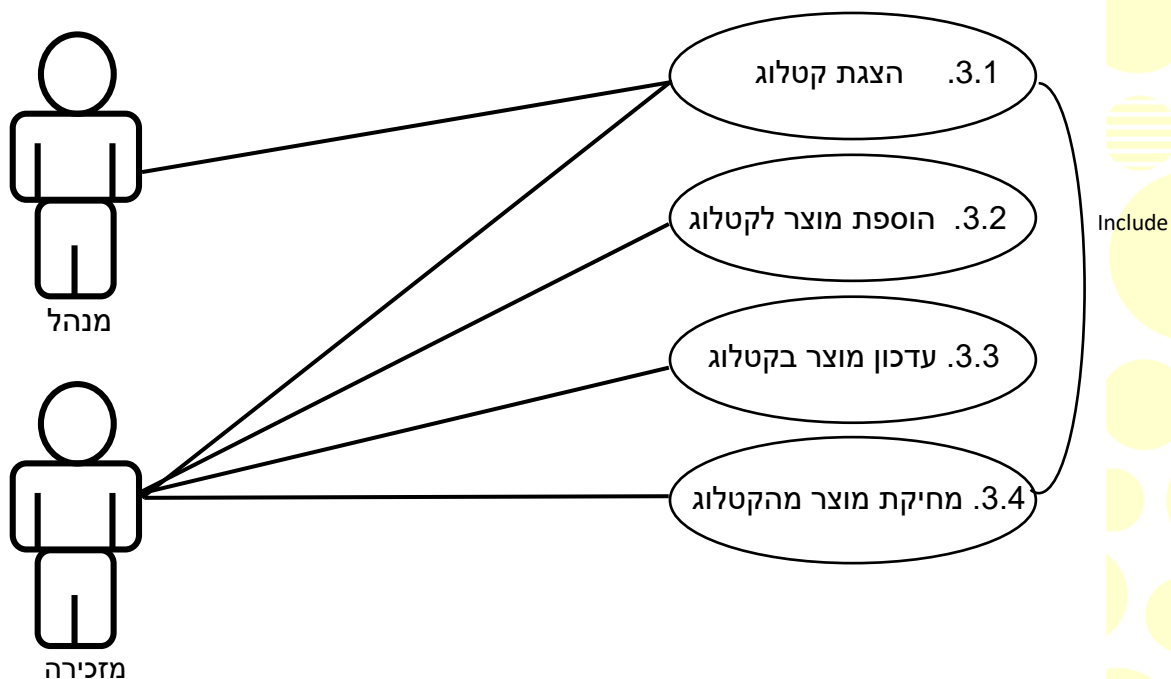 3.1. הצגת קטלוג
3.2. הוספת מוצר לקטלוג
Include
3.3. עדכון מוצר בקטלוג
מנהל
3.4. מחיקת מוצר מהקטלוג
מזכירה